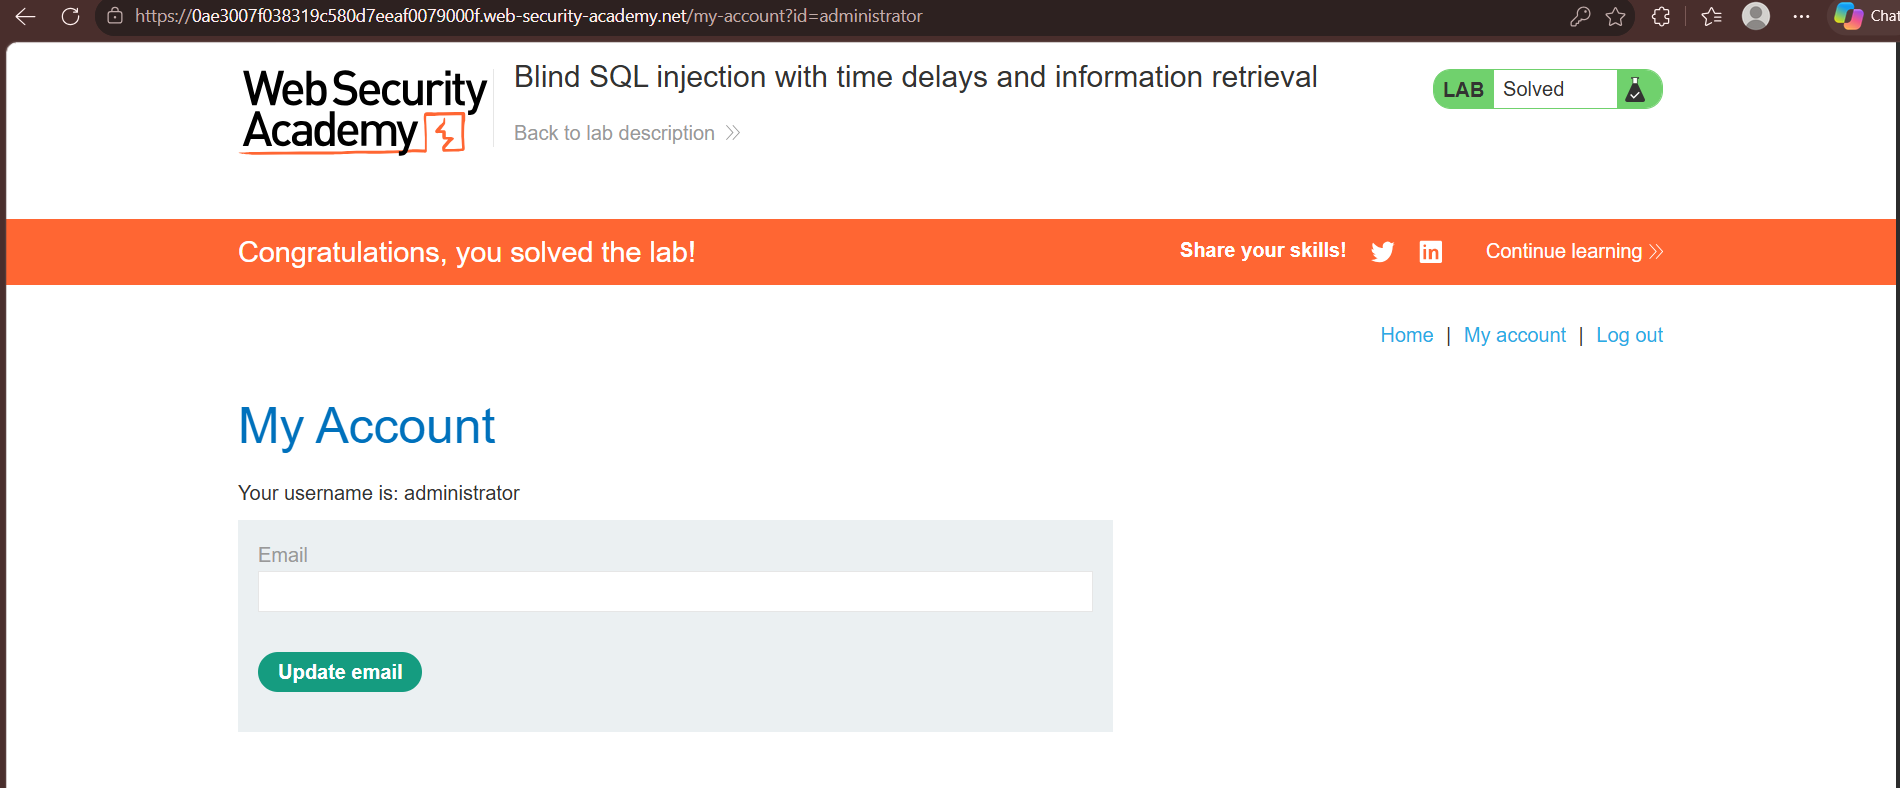 https://0ae3007f038319c580d7eeaf0079000f.web-security-academy.net/my-account?id=administrator
Chat
Web Security
Academy
Blind SQL injection with time delays and information retrieval
Back to lab description
LAB Solved
Congratulations, you solved the lab!
Share your skills!
in
Continue learning
Home | My account | Log out
My Account
Your username is: administrator
Email
Update email